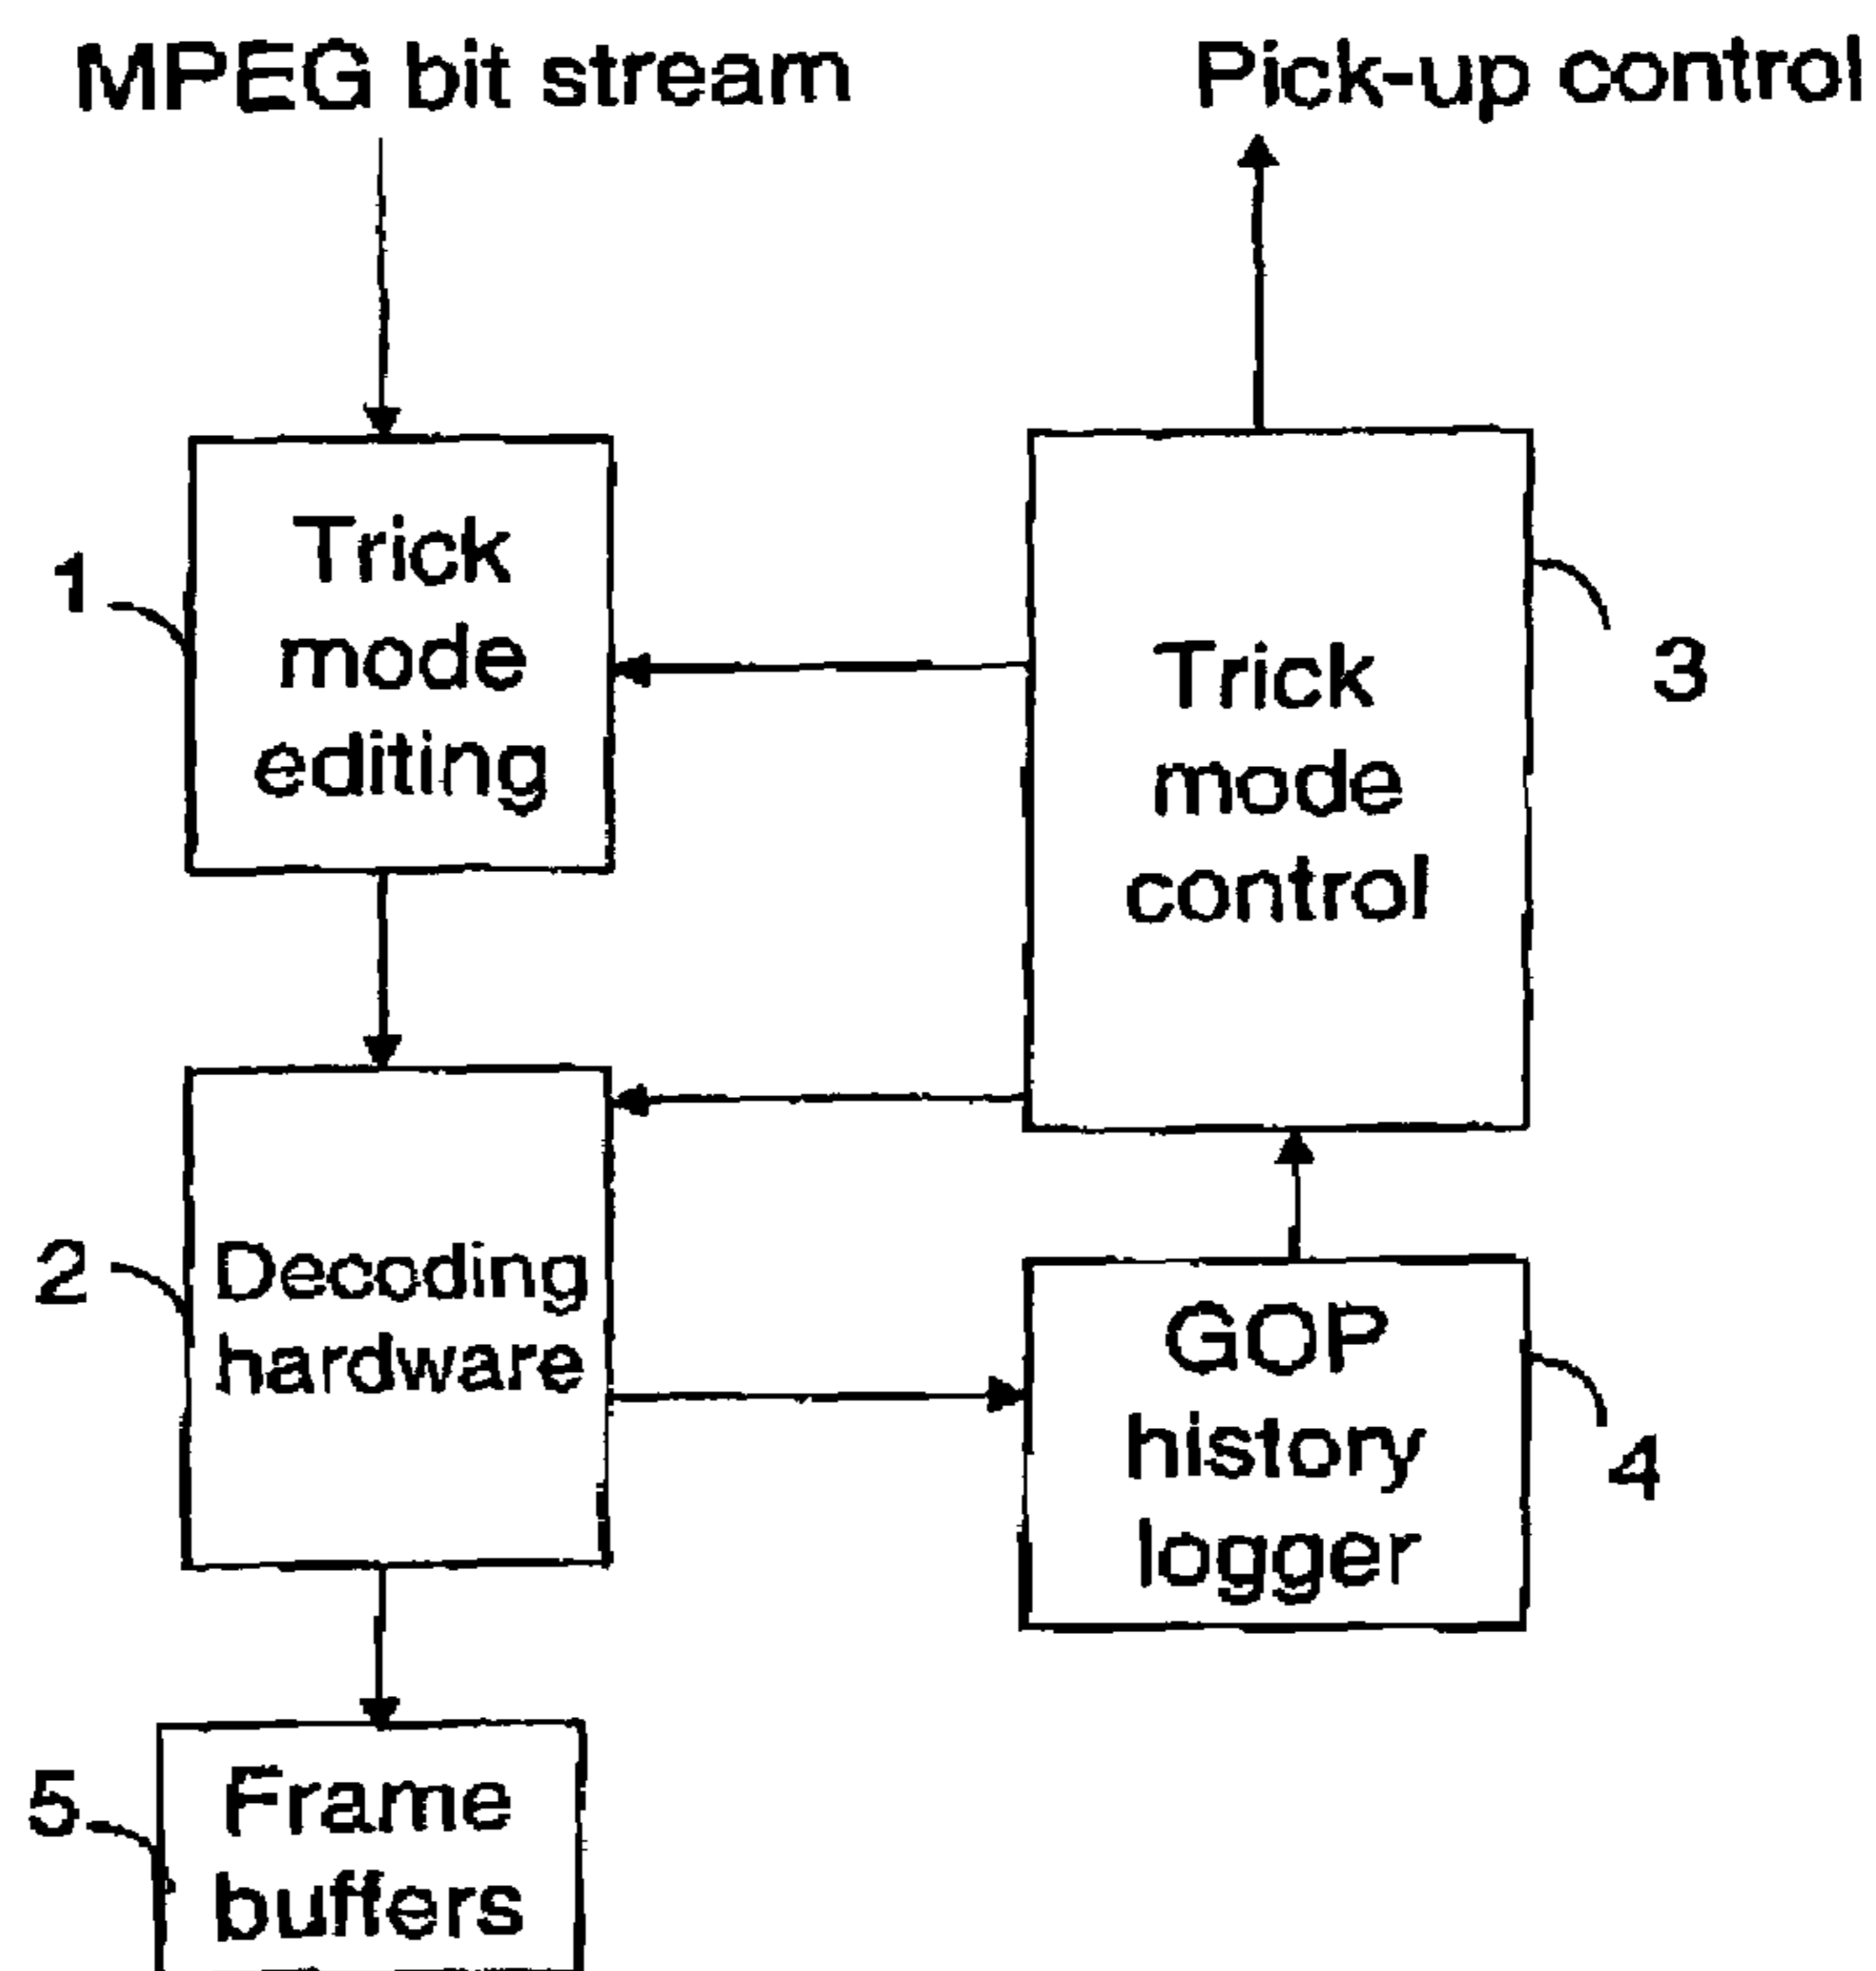 MPEG bit stream
Pick-up control
1
Trick
mode
editing
Trick
mode
control
3
2
Decoding
hardware
GOP
history
logger
4
5
Frame
buffers